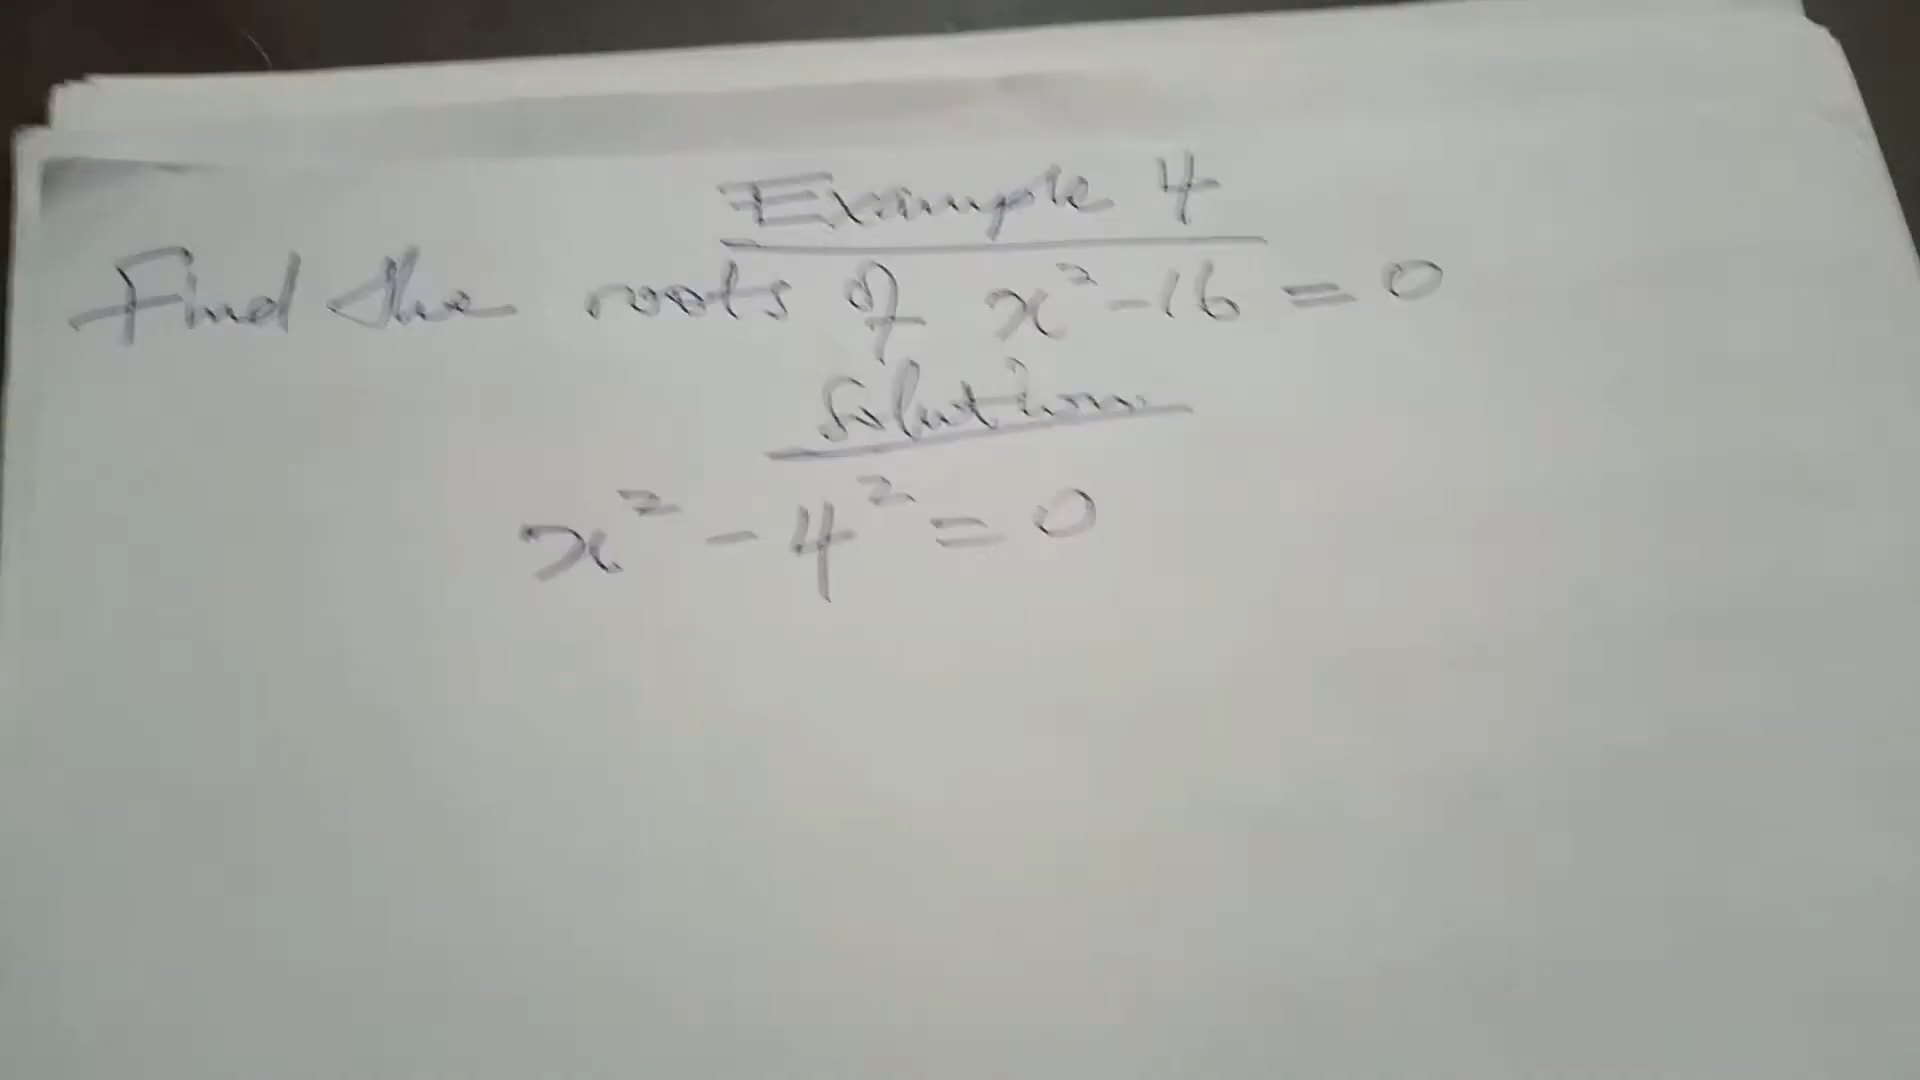 Example 4
Find the roots of x² - 16 = 0
Solution
x² - 4² = 0